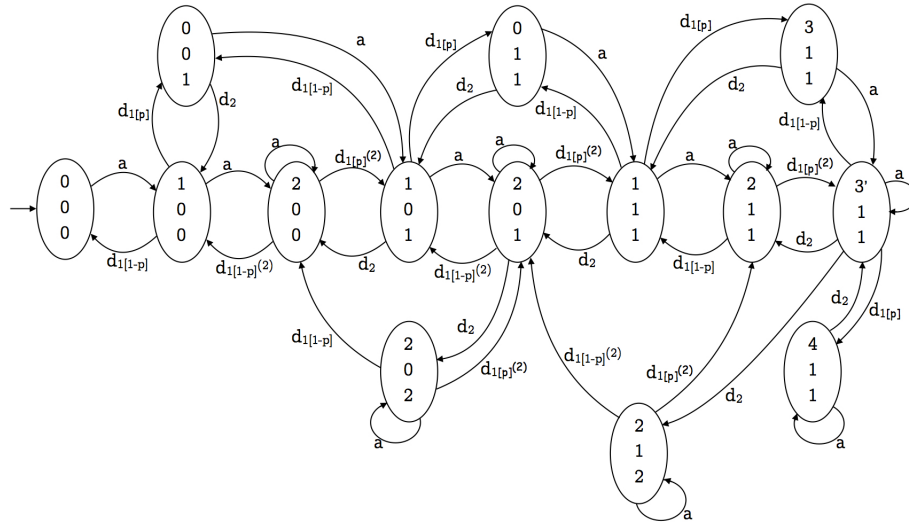 0
0
1
0
1
1
3
1
1
a
d1[p]
d2
d1[1-p]
d1[p]
d2
a
d1[1-p]
d1[p]
d2
a
d1[1-p]
0
0
0
a
d1[1-p]
1
0
0
a
d1[1-p](2)
a
2
0
0
d1[p](2)
d2
1
0
1
a
d1[1-p](2)
a
2
0
1
d1[p](2)
d2
1
1
1
a
d1[1-p]
a
2
1
1
d1[p](2)
d2
3'
1
1
a
d1[1-p]
d2
2
0
2
d1[p](2)
a
d1[1-p](2)
d1[p](2)
d2
2
1
2
a
d2
d1[p]
4
1
1
a